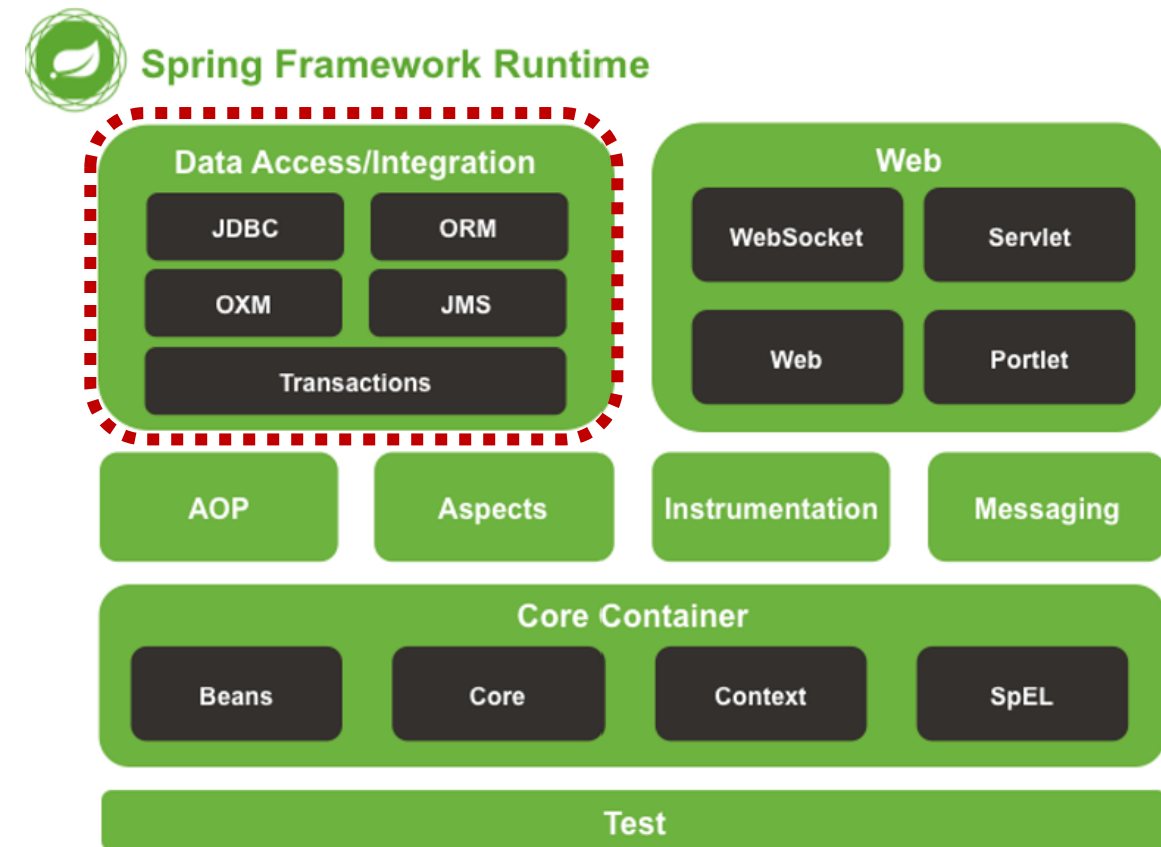 Spring Framework Runtime
Data Access/Integration
JDBC
ORM
OXM
JMS
Transactions
Web
WebSocket
Servlet
Web
Portlet
AOP
Aspects
Instrumentation
Messaging
Core Container
Beans
Core
Context
SpEL
Test